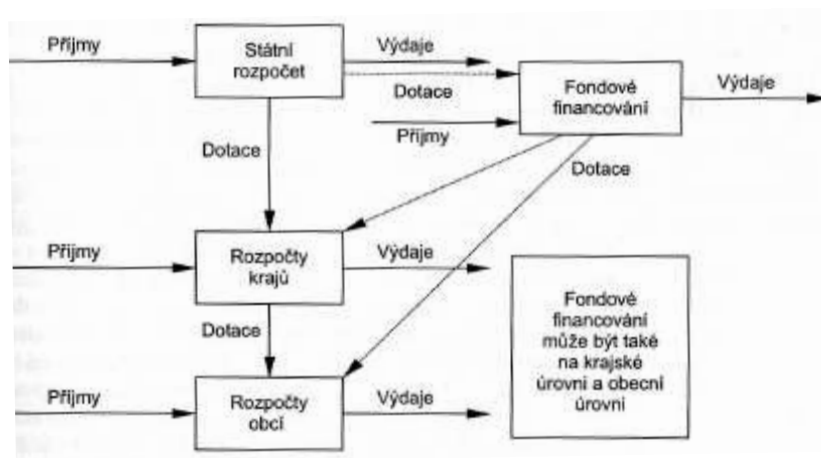 Příjmy
Státní
rozpočet
Výdaje
Dotace
Fondové
financování
Výdaje
Příjmy
Dotace
Dotace
Příjmy
Rozpočty
krajů
Výdaje
Dotace
Fondové
financování
může být také
na krajské
úrovni a obecní
úrovni
Příjmy
Rozpočty
obcí
Výdaje